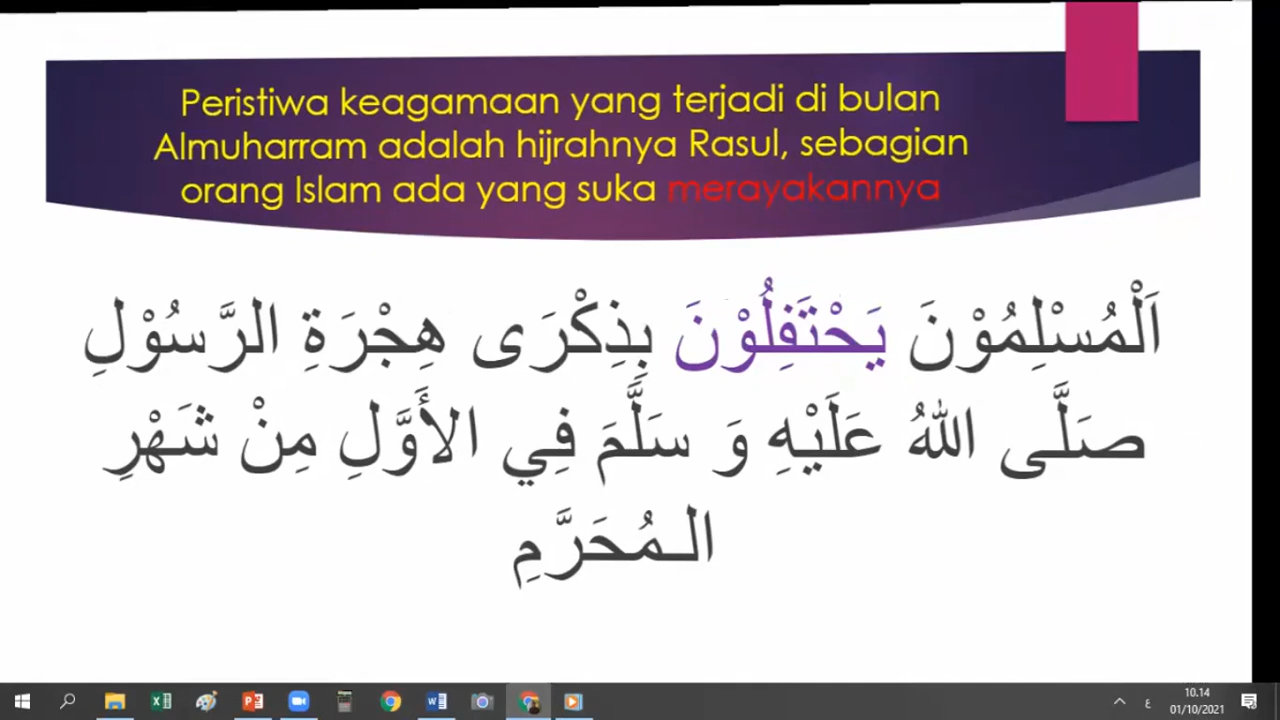 Peristiwa keagamaan yang terjadi di bulan
Almuharram adalah hijrahnya Rasul, sebagian
orang Islam ada yang suka merayakannya
اَلْمُسْلِمُوْنَ يَحْتَفِلُوْنَ بِذِكْرَى هِجْرَةِ الرَّسُوْلِ
صَلَّى اللهُ عَلَيْهِ وَ سَلَّمَ فِي الأَوَّلِ مِنْ شَهْرِ
الـمُحَرَّمِ
10.14
ع
01/10/2021